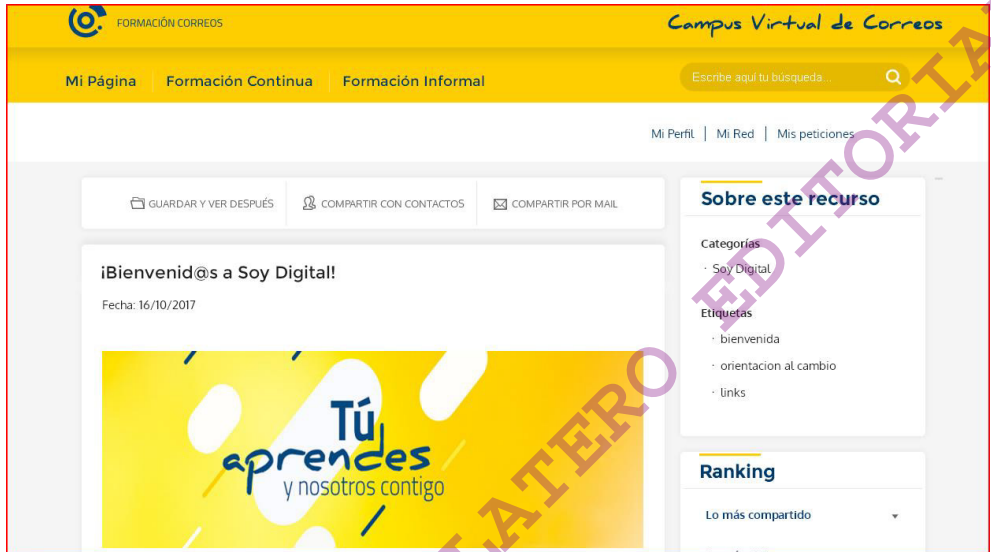 FORMACIÓN CORREOS
Campus Virtual de Correos
Mi Página
Formación Continua
Formación Informal
Escribe aquí tu búsqueda...
Mi Perfil | Mi Red | Mis peticiones
GUARDAR Y VER DESPUÉS
COMPARTIR CON CONTACTOS
COMPARTIR POR MAIL
¡Bienvenid@s a Soy Digital!
Fecha: 16/10/2017
Tú
aprendes
y nosotros contigo
Sobre este recurso
Categorías
· Soy Digital
Etiquetas
· bienvenida
· orientacion al cambio
· links
Ranking
Lo más compartido
LATERO EDITORIA